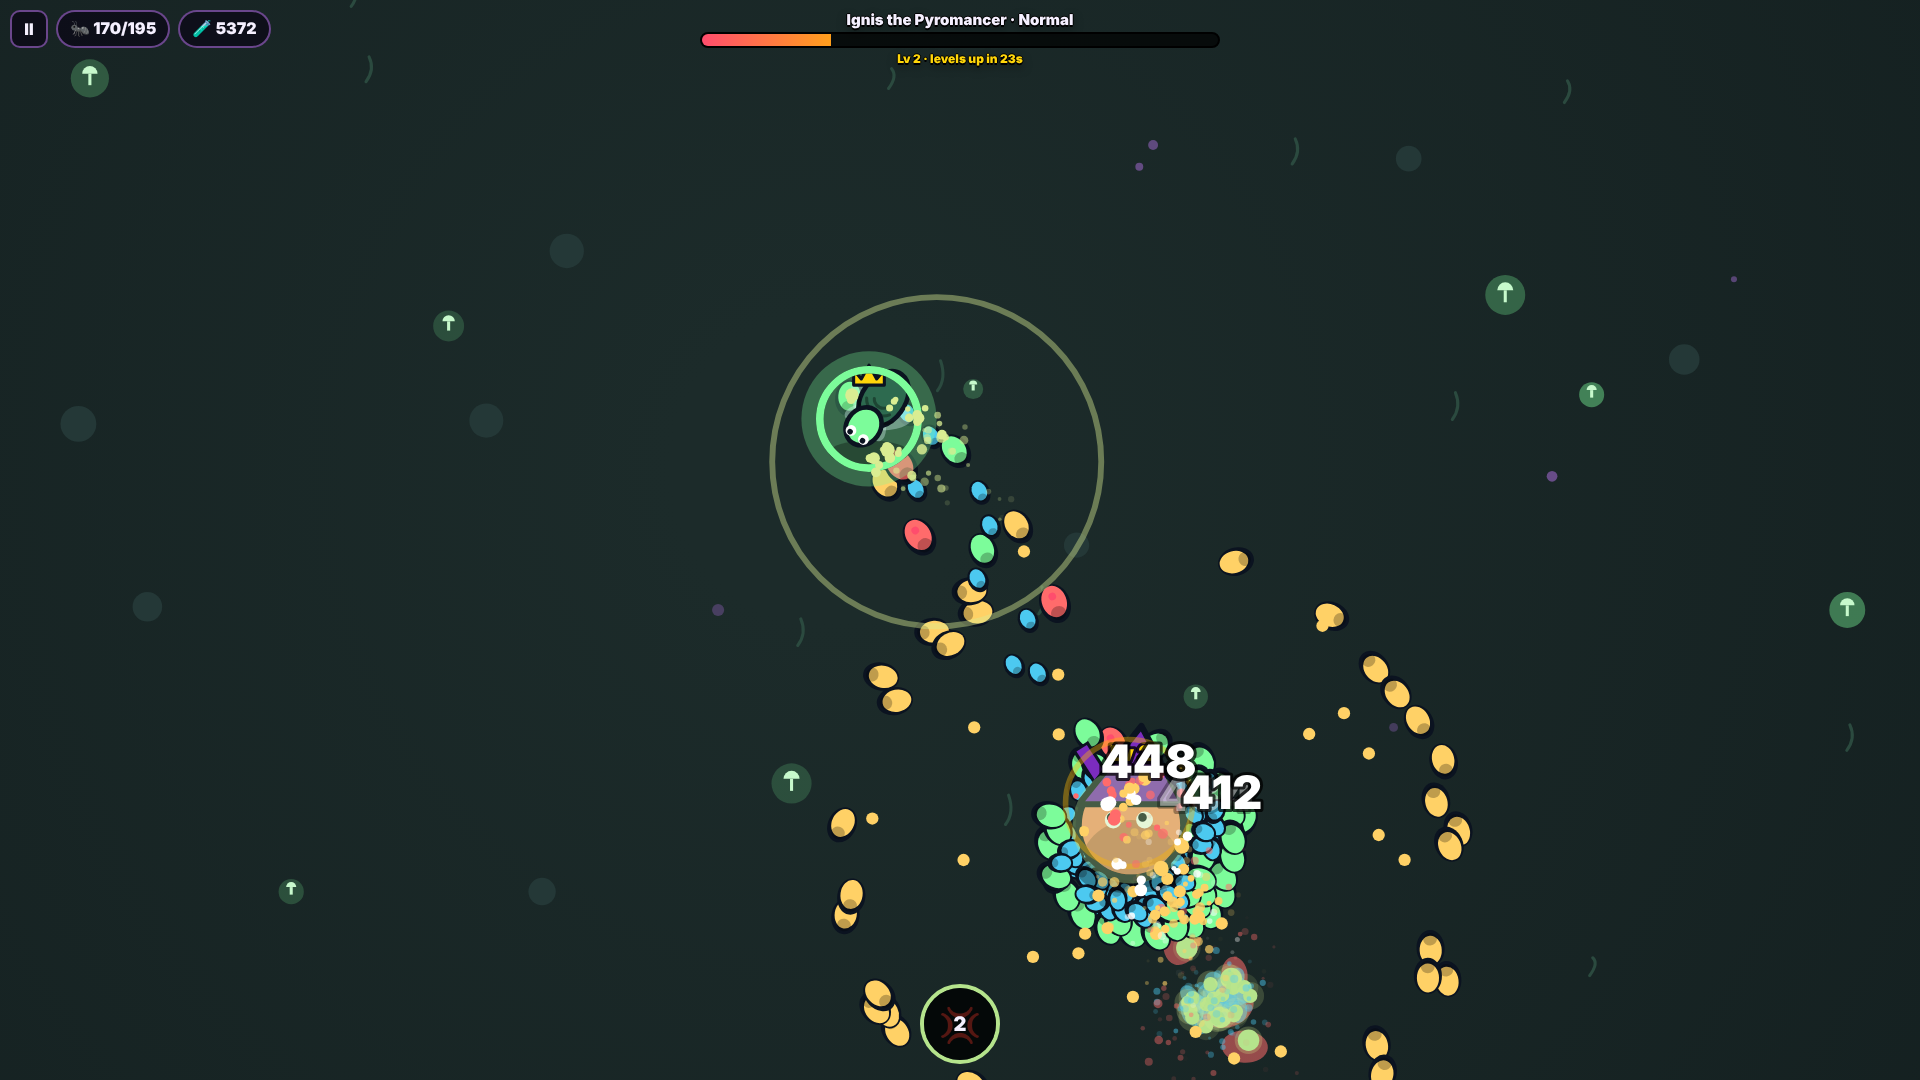 170/195
5372
Ignis the Pyromancer · Normal
Lv 2 · levels up in 23s
448
412
2